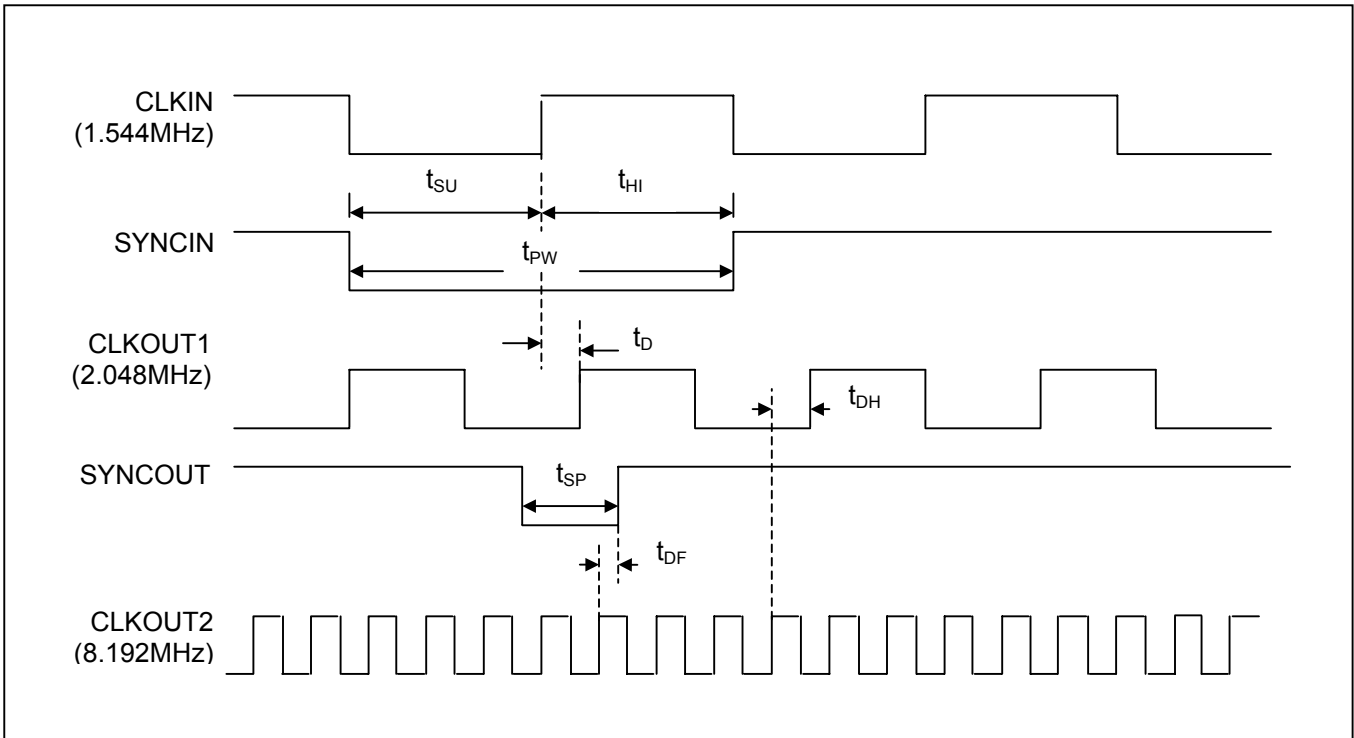 CLKIN
(1.544MHz)
tSU
tHI
SYNCIN
tPW
CLKOUT1
(2.048MHz)
tD
tDH
SYNCOUT
tSP
tDF
CLKOUT2
(8.192MHz)